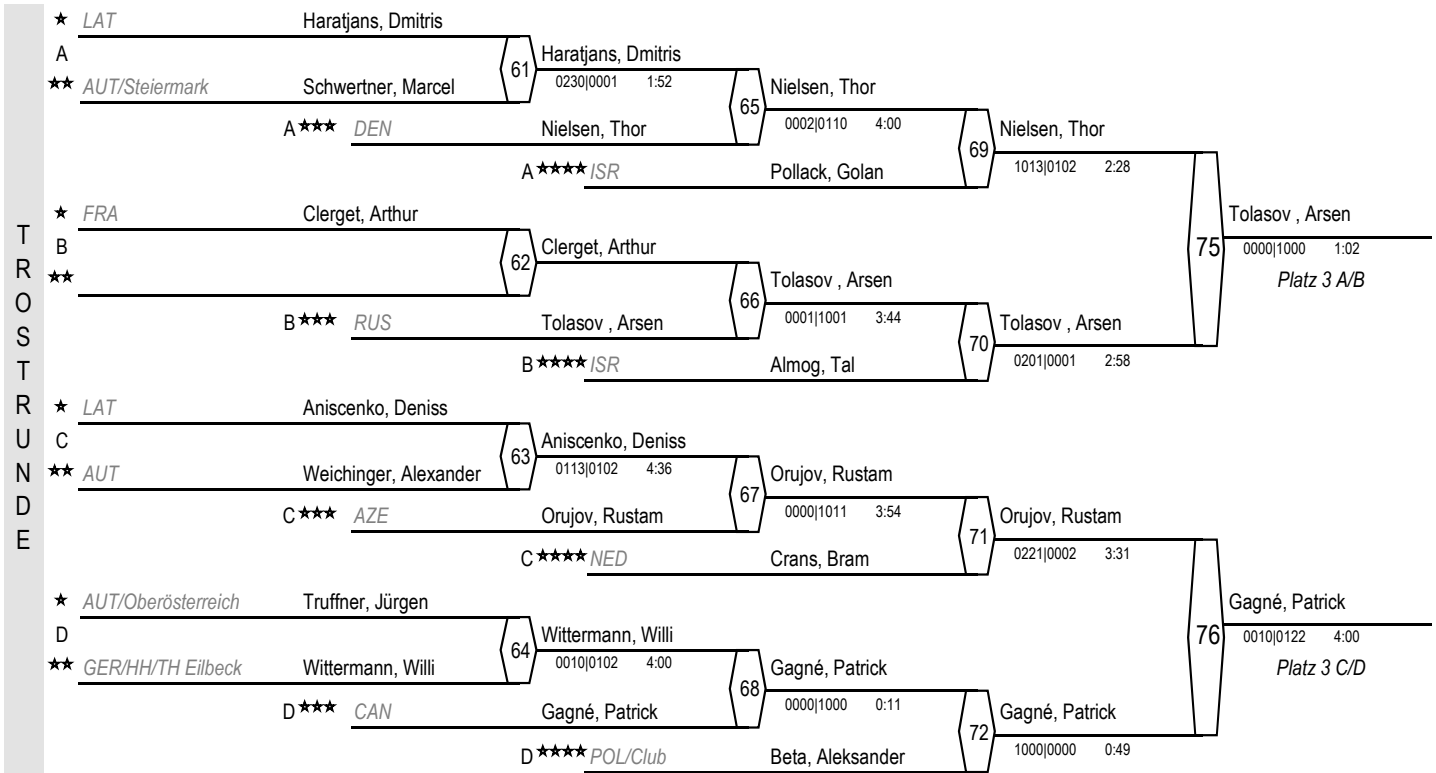 TROSTRUNDE
★ LAT Haratjans, Dmitris
A
61 Haratjans, Dmitris
0230|0001 1:52
★★ AUT/Steiermark Schwertner, Marcel
65 Nielsen, Thor
0002|0110 4:00
A★★★ DEN Nielsen, Thor
69 Nielsen, Thor
1013|0102 2:28
A★★★★ ISR Pollack, Golan
★ FRA Clerget, Arthur
B
75 Tolasov , Arsen
0000|1000 1:02
Platz 3 A/B
62 Clerget, Arthur
★★
66 Tolasov , Arsen
0001|1001 3:44
B★★★ RUS Tolasov , Arsen
70 Tolasov , Arsen
0201|0001 2:58
B★★★★ ISR Almog, Tal
★ LAT Aniscenko, Deniss
C
63 Aniscenko, Deniss
0113|0102 4:36
★★ AUT Weichinger, Alexander
67 Orujov, Rustam
0000|1011 3:54
C★★★ AZE Orujov, Rustam
71 Orujov, Rustam
0221|0002 3:31
C★★★★ NED Crans, Bram
★ AUT/Oberösterreich Truffner, Jürgen
D
76 Gagné, Patrick
0010|0122 4:00
Platz 3 C/D
64 Wittermann, Willi
0010|0102 4:00
★★ GER/HH/TH Eilbeck Wittermann, Willi
68 Gagné, Patrick
0000|1000 0:11
D★★★ CAN Gagné, Patrick
72 Gagné, Patrick
1000|0000 0:49
D★★★★ POL/Club Beta, Aleksander